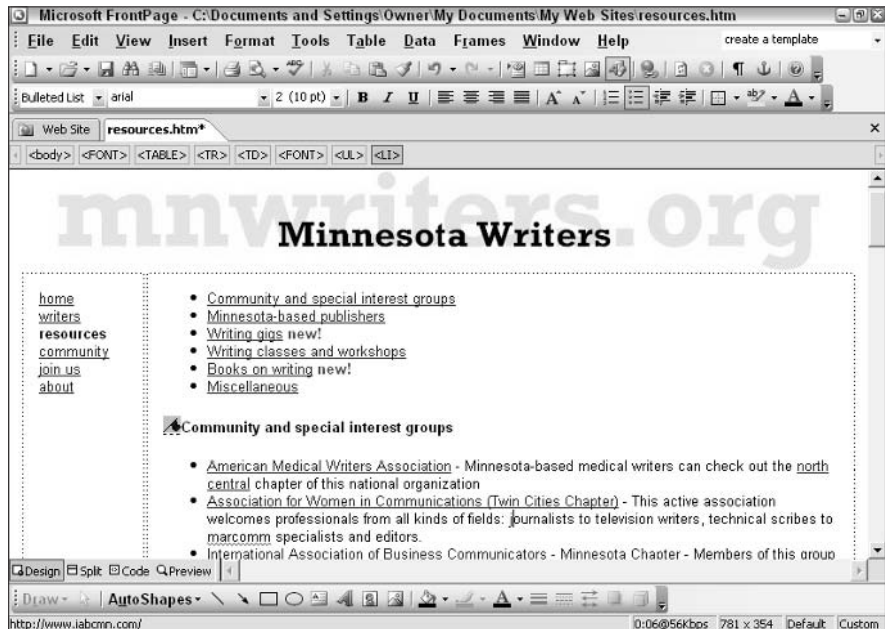 Microsoft FrontPage - C:\Documents and Settings\Owner\My Documents\My Web Sites\resources.htm
File Edit View Insert Format Tools Table Data Frames Window Help create a template
Bulleted List arial 2 (10 pt) B I U A A ab A
Web Site resources.htm*
<body> <FONT> <TABLE> <TR> <TD> <FONT> <UL> <LI>
mnwriters.org
Minnesota Writers
home
writers
resources
community
join us
about
Community and special interest groups
Minnesota-based publishers
Writing gigs new!
Writing classes and workshops
Books on writing new!
Miscellaneous
Community and special interest groups
American Medical Writers Association - Minnesota-based medical writers can check out the north
central chapter of this national organization
Association for Women in Communications (Twin Cities Chapter) - This active association
welcomes professionals from all kinds of fields: journalists to television writers, technical scribes to
marcomm specialists and editors.
International Association of Business Communicators - Minnesota Chapter - Members of this group
Design Split Code Preview
Draw AutoShapes A
http://www.iabcmn.com/ 0:06@56Kbps 781 x 354 Default Custom